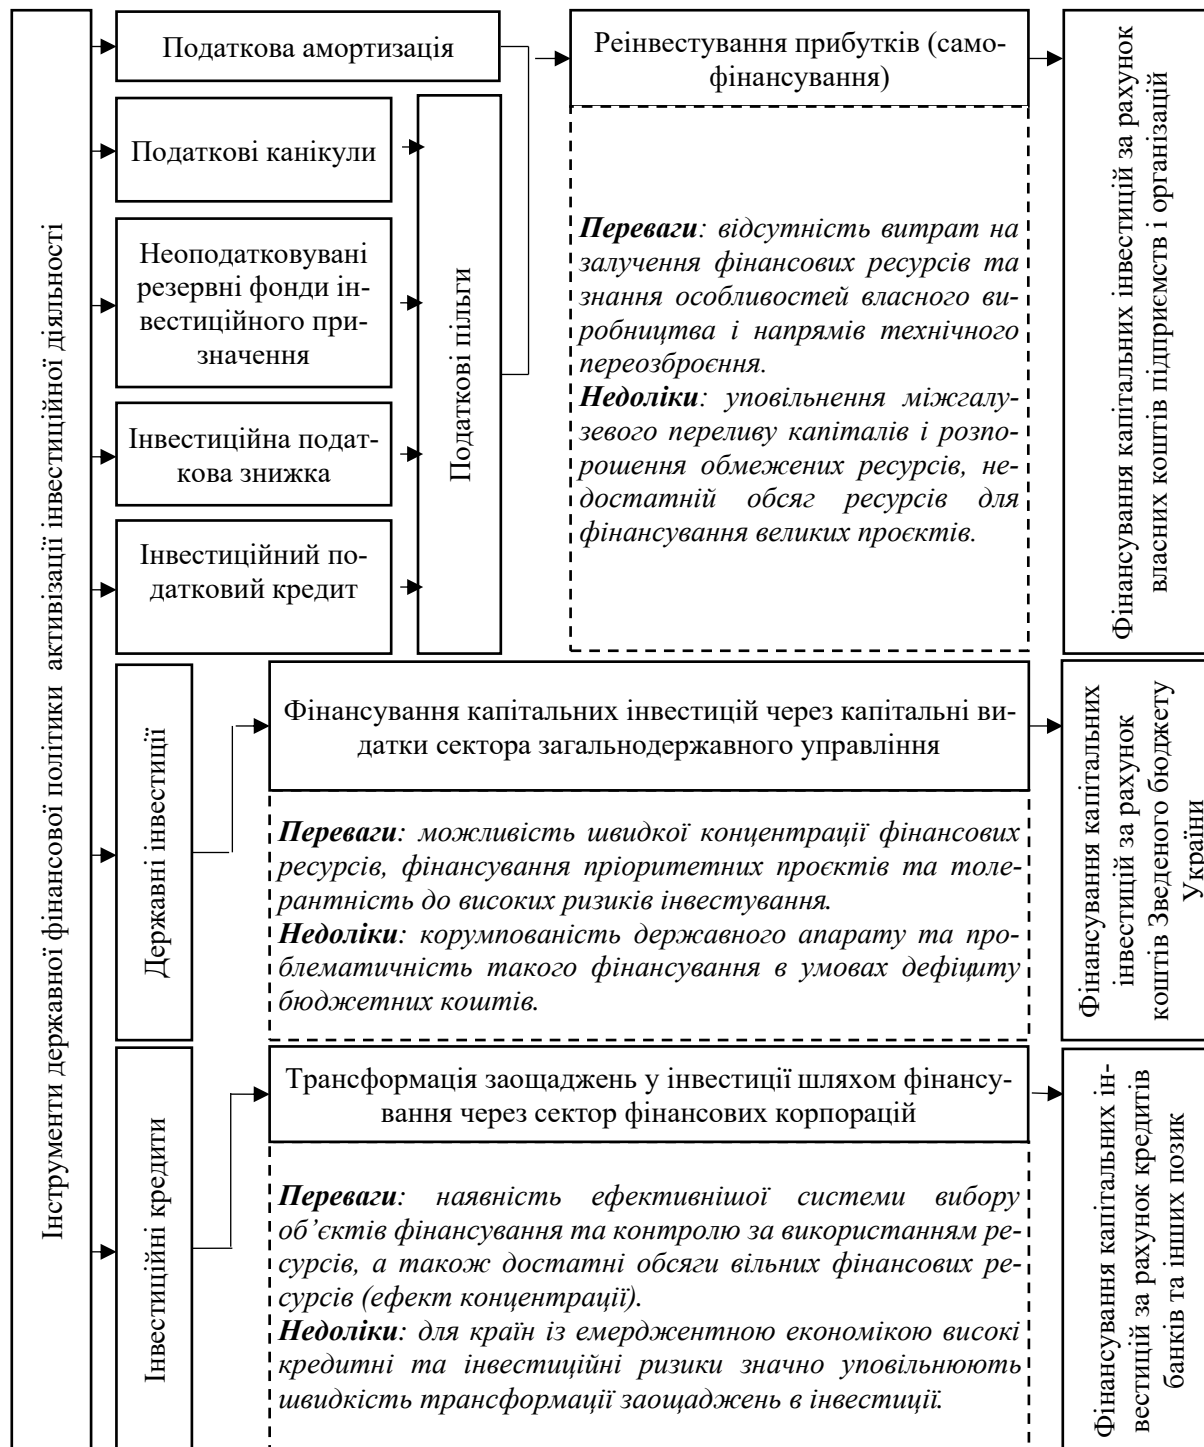 Інструменти державної фінансової політики активізації інвестиційної діяльності
Податкова амортизація
Податкові канікули
Неоподатковувані
резервні фонди ін-
вестиційного при-
значення
Інвестиційна подат-
кова знижка
Інвестиційний по-
датковий кредит
Податкові пільги
Реінвестування прибутків (само-
фінансування)
Переваги: відсутність витрат на
залучення фінансових ресурсів та
знання особливостей власного ви-
робництва і напрямів технічного
переозброєння.
Недоліки: уповільнення міжгалу-
зевого переливу капіталів і розпо-
рошення обмежених ресурсів, не-
достатній обсяг ресурсів для
фінансування великих проєктів.
Фінансування капітальних інвестицій за рахунок
власних коштів підприємств і організацій
Державні інвестиції
Фінансування капітальних інвестицій через капітальні ви-
датки сектора загальнодержавного управління
Переваги: можливість швидкої концентрації фінансових
ресурсів, фінансування пріоритетних проєктів та толе-
рантність до високих ризиків інвестування.
Недоліки: корумпованість державного апарату та про-
блематичність такого фінансування в умовах дефіциту
бюджетних коштів.
Фінансування капітальних
інвестицій за рахунок
коштів Зведеного бюджету
України
Інвестиційні кредити
Трансформація заощаджень у інвестиції шляхом фінансу-
вання через сектор фінансових корпорацій
Переваги: наявність ефективнішої системи вибору
об’єктів фінансування та контролю за використанням ре-
сурсів, а також достатні обсяги вільних фінансових ре-
сурсів (ефект концентрації).
Недоліки: для країн із емерджентною економікою високі
кредитні та інвестиційні ризики значно уповільнюють
швидкість трансформації заощаджень в інвестиції.
Фінансування капітальних ін-
вестицій за рахунок кредитів
банків та інших позик